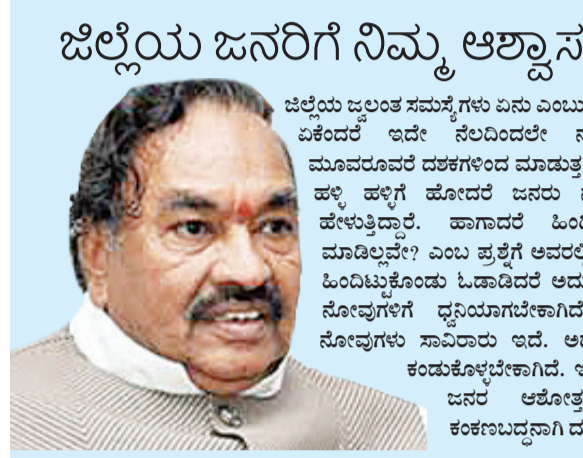 ಜಿಲ್ಲೆಯ ಜನರಿಗೆ ನಿಮ್ಮ ಆಶ್ವಾಸ
ಜಿಲ್ಲೆಯ ಜ್ವಲಂತ ಸಮಸ್ಯೆಗಳು ಏನು ಎಂಬು
ಏಕೆಂದರೆ ಇದೇ ನೆಲದಿಂದಲೇ
ಮೂವರೂವರೆ ದಶಕಗಳಿಂದ ಮಾಡುತ್ತ
ಹಳ್ಳಿ ಹಳ್ಳಿಗೆ ಹೋದರೆ ಜನರು
ಹೇಳುತ್ತಿದ್ದಾರೆ. ಹಾಗಾದರೆ ಹಿಂದಿ
ಮಾಡಿಲ್ಲವೇ? ಎಂಬ ಪ್ರಶ್ನೆಗೆ ಅವರಲ್ಲಿ
ಹಿಂದಿಟ್ಟುಕೊಂಡು ಓಡಾಡಿದರೆ ಅದು
ನೋವುಗಳಿಗೆ ಧ್ವನಿಯಾಗಬೇಕಾಗಿದೆ
ನೋವುಗಳು ಸಾವಿರಾರು ಇದೆ. ಅ
ಕಂಡುಕೊಳ್ಳಬೇಕಾಗಿದೆ. ಇ
ಜನರ ಆಶೋತ್ತ
ಕಂಕಣಬದ್ಧನಾಗಿ ದ